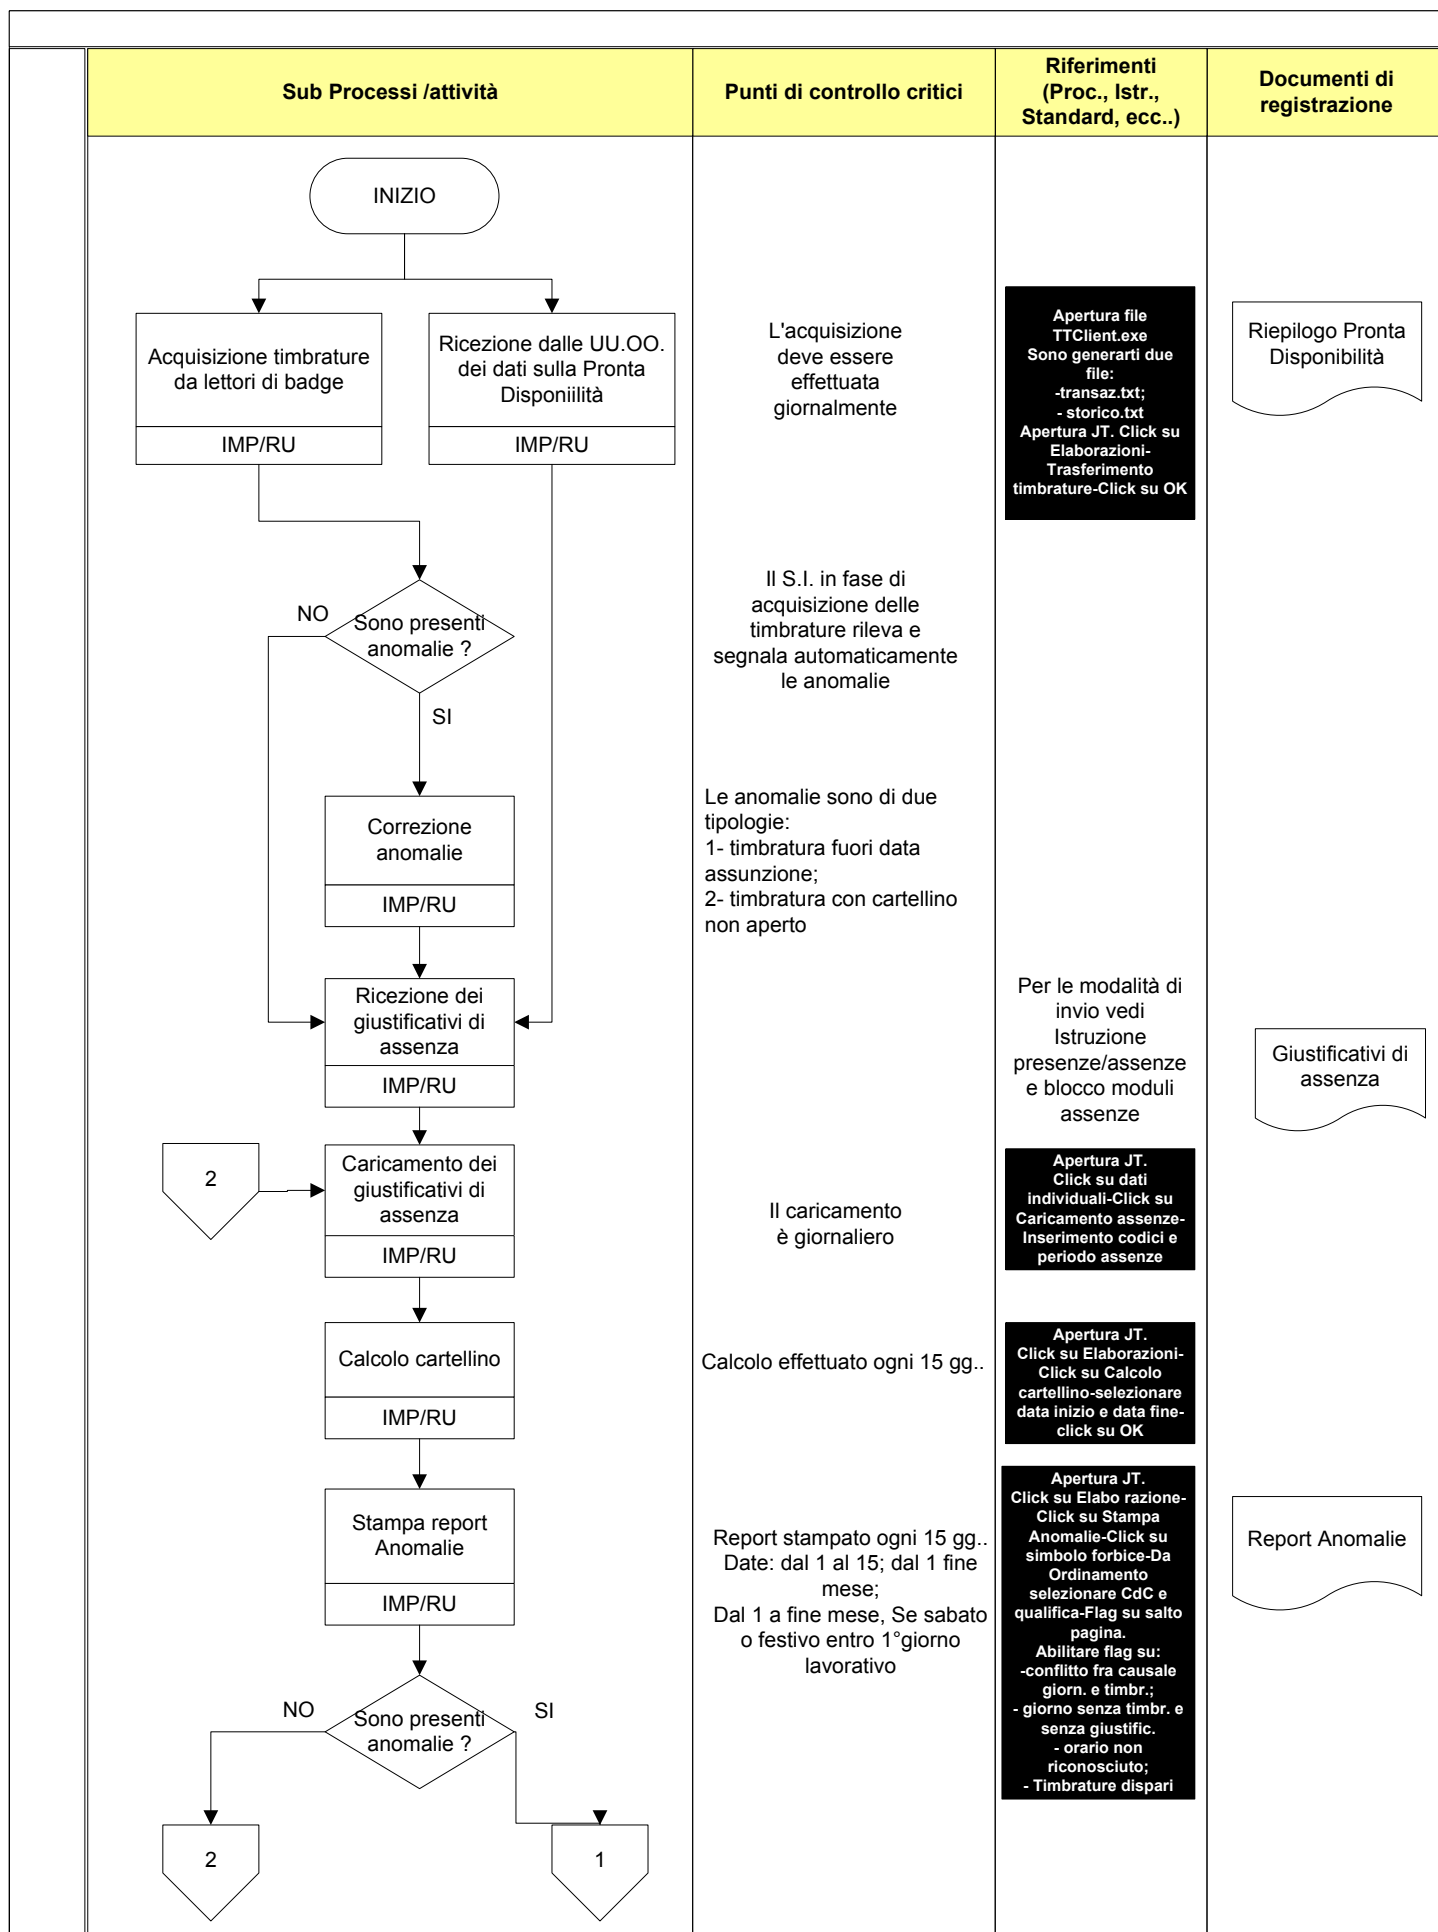 Sub Processi /attività
Punti di controllo critici
Riferimenti
(Proc., Istr.,
Standard, ecc..)
Documenti di
registrazione
INIZIO
Acquisizione timbrature
da lettori di badge
IMP/RU
Ricezione dalle UU.OO.
dei dati sulla Pronta
Disponiilità
IMP/RU
L'acquisizione
deve essere
effettuata
giornalmente
Apertura file
TTClient.exe
Sono generarti due
file:
-transaz.txt;
- storico.txt
Apertura JT. Click su
Elaborazioni-
Trasferimento
timbrature-Click su OK
Riepilogo Pronta
Disponibilità
NO
Sono presenti
anomalie ?
SI
Il S.I. in fase di
acquisizione delle
timbrature rileva e
segnala automaticamente
le anomalie
Correzione
anomalie
IMP/RU
Le anomalie sono di due
tipologie:
1- timbratura fuori data
assunzione;
2- timbratura con cartellino
non aperto
Ricezione dei
giustificativi di
assenza
IMP/RU
Per le modalità di
invio vedi
Istruzione
presenze/assenze
e blocco moduli
assenze
Giustificativi di
assenza
2
Caricamento dei
giustificativi di
assenza
IMP/RU
Il caricamento
è giornaliero
Apertura JT.
Click su dati
individuali-Click su
Caricamento assenze-
Inserimento codici e
periodo assenze
Calcolo cartellino
IMP/RU
Calcolo effettuato ogni 15 gg..
Apertura JT.
Click su Elaborazioni-
Click su Calcolo
cartellino-selezionare
data inizio e data fine-
click su OK
Stampa report
Anomalie
IMP/RU
Report stampato ogni 15 gg..
Date: dal 1 al 15; dal 1 fine
mese;
Dal 1 a fine mese, Se sabato
o festivo entro 1°giorno
lavorativo
Apertura JT.
Click su Elabo razione-
Click su Stampa
Anomalie-Click su
simbolo forbice-Da
Ordinamento
selezionare CdC e
qualifica-Flag su salto
pagina.
Abilitare flag su:
-conflitto fra causale
giorn. e timbr.;
- giorno senza timbr. e
senza giustific.
- orario non
riconosciuto;
- Timbrature dispari
Report Anomalie
NO
Sono presenti
anomalie ?
SI
2
1